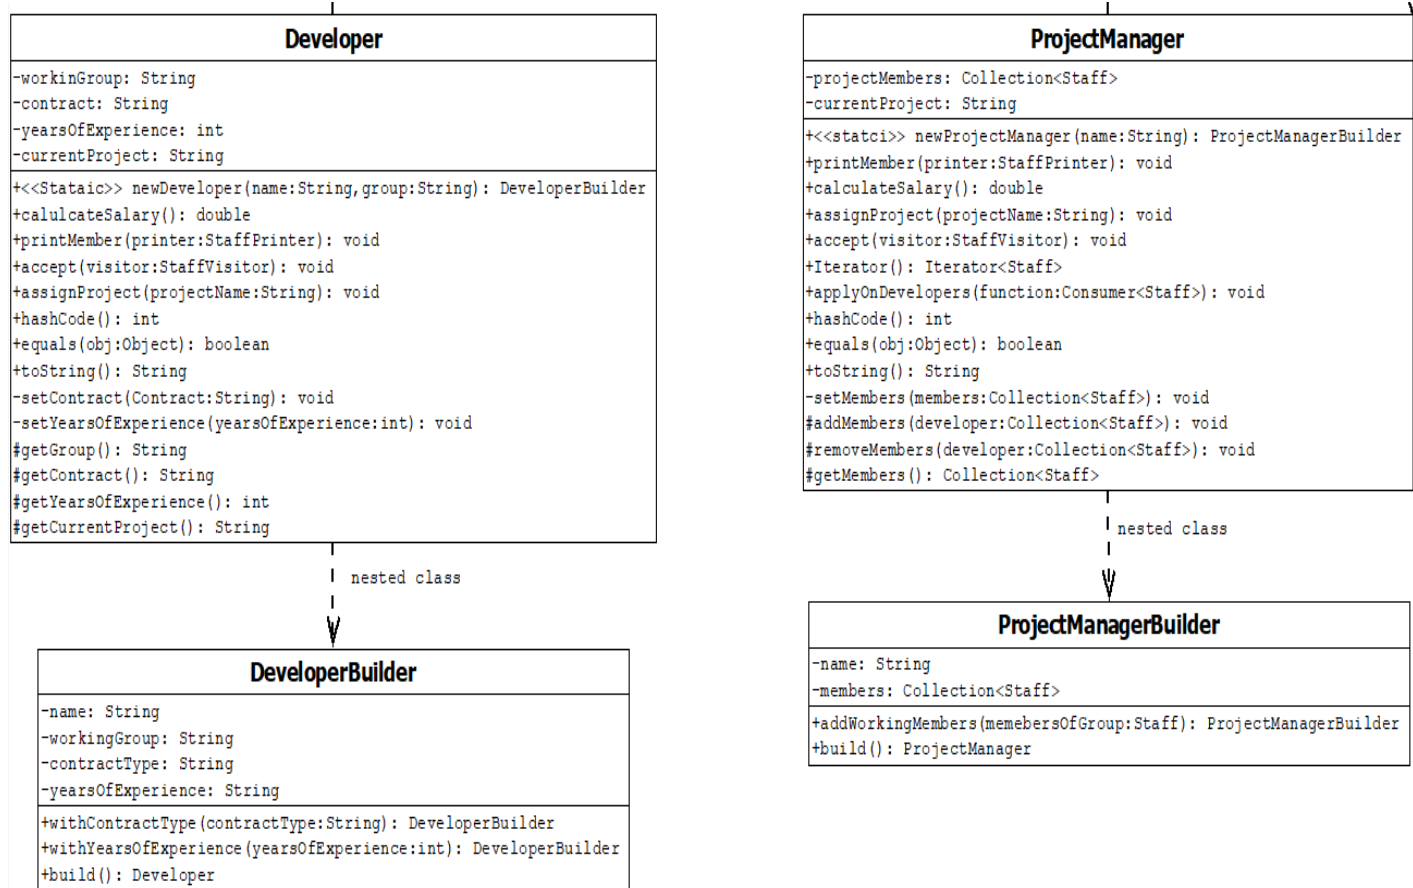 Developer
-workinGroup: String
-contract: String
-yearsOfExperience: int
-currentProject: String
+<<Stataic>> newDeveloper(name:String,group:String): DeveloperBuilder
+calulcateSalary(): double
+printMember(printer:StaffPrinter): void
+accept(visitor:StaffVisitor): void
+assignProject(projectName:String): void
+hashCode(): int
+equals(obj:Object): boolean
+toString(): String
-setContract(Contract:String): void
-setYearsOfExperience(yearsOfExperience:int): void
#getGroup(): String
#getContract(): String
#getYearsOfExperience(): int
#getCurrentProject(): String
nested class
DeveloperBuilder
-name: String
-workingGroup: String
-contractType: String
-yearsOfExperience: String
+withContractType(contractType:String): DeveloperBuilder
+withYearsOfExperience(yearsOfExperience:int): DeveloperBuilder
+build(): Developer
ProjectManager
-projectMembers: Collection<Staff>
-currentProject: String
+<<statci>> newProjectManager(name:String): ProjectManagerBuilder
+printMember(printer:StaffPrinter): void
+calculateSalary(): double
+assignProject(projectName:String): void
+accept(visitor:StaffVisitor): void
+Iterator(): Iterator<Staff>
+applyOnDevelopers(function:Consumer<Staff>): void
+hashCode(): int
+equals(obj:Object): boolean
+toString(): String
-setMembers(members:Collection<Staff>): void
#addMembers(developer:Collection<Staff>): void
#removeMembers(developer:Collection<Staff>): void
#getMembers(): Collection<Staff>
nested class
ProjectManagerBuilder
-name: String
-members: Collection<Staff>
+addWorkingMembers(memebersOfGroup:Staff): ProjectManagerBuilder
+build(): ProjectManager